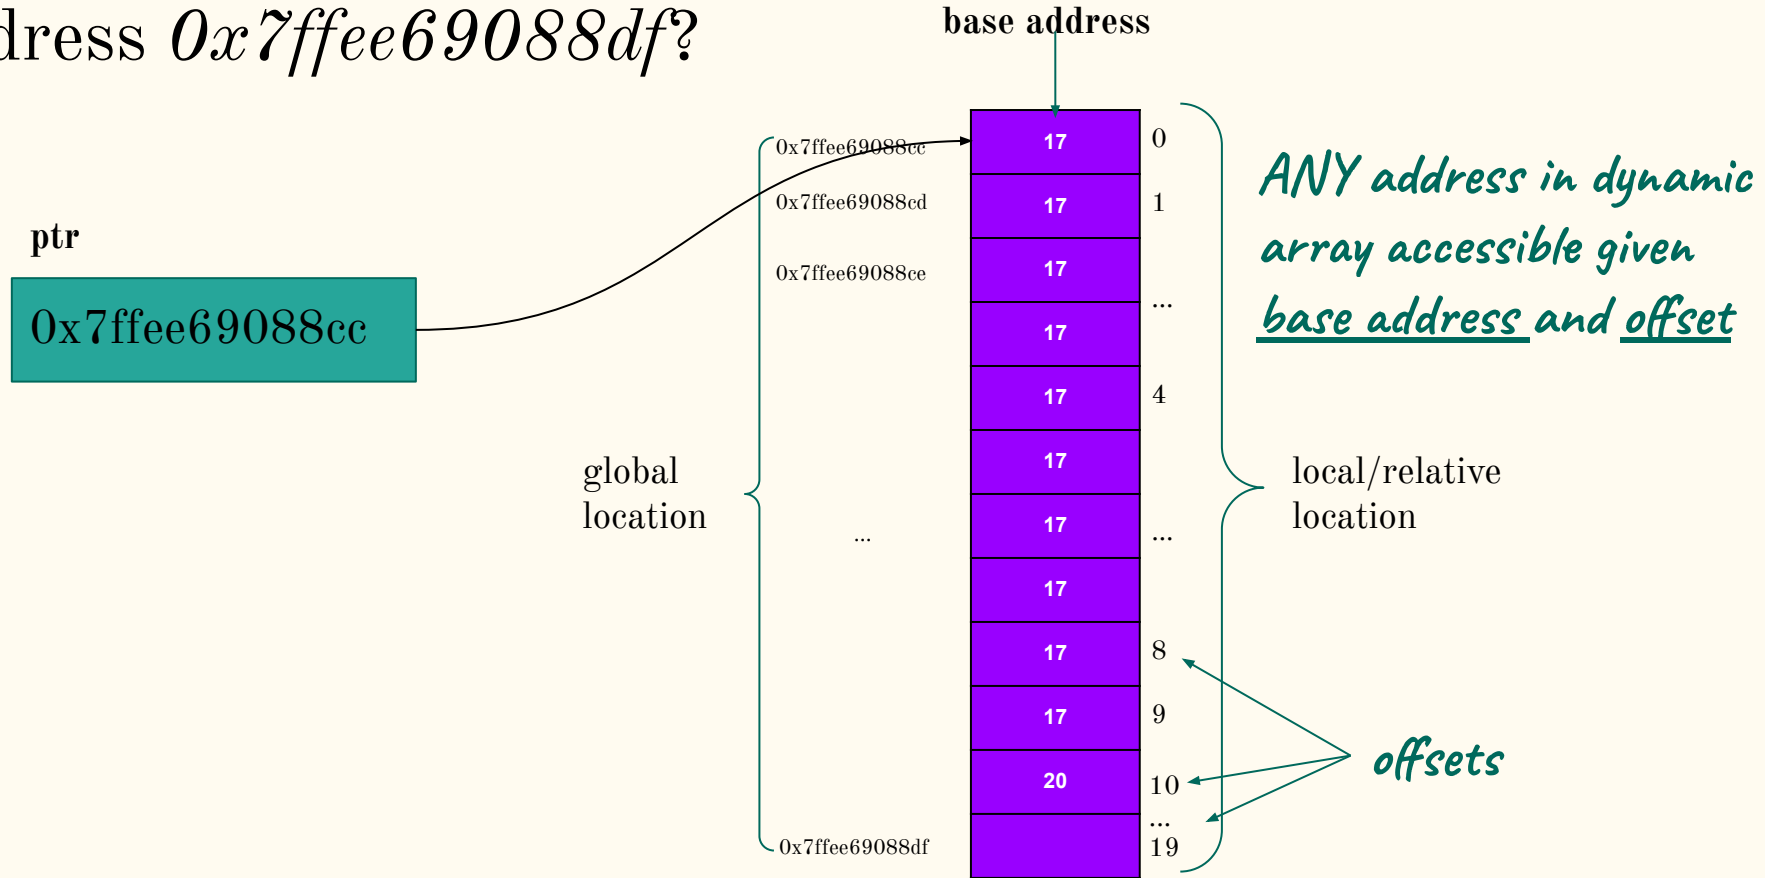 dress 0x7ffee69088df?
base address
ptr
0x7ffee69088cc
global
location
0x7ffee69088cc
0x7ffee69088cd
0x7ffee69088ce
...
0x7ffee69088df
17
17
17
17
17
17
17
17
17
17
20
0
1
...
4
...
8
9
10
...
19
ANY address in dynamic
array accessible given
base address and offset
local/relative
location
offsets